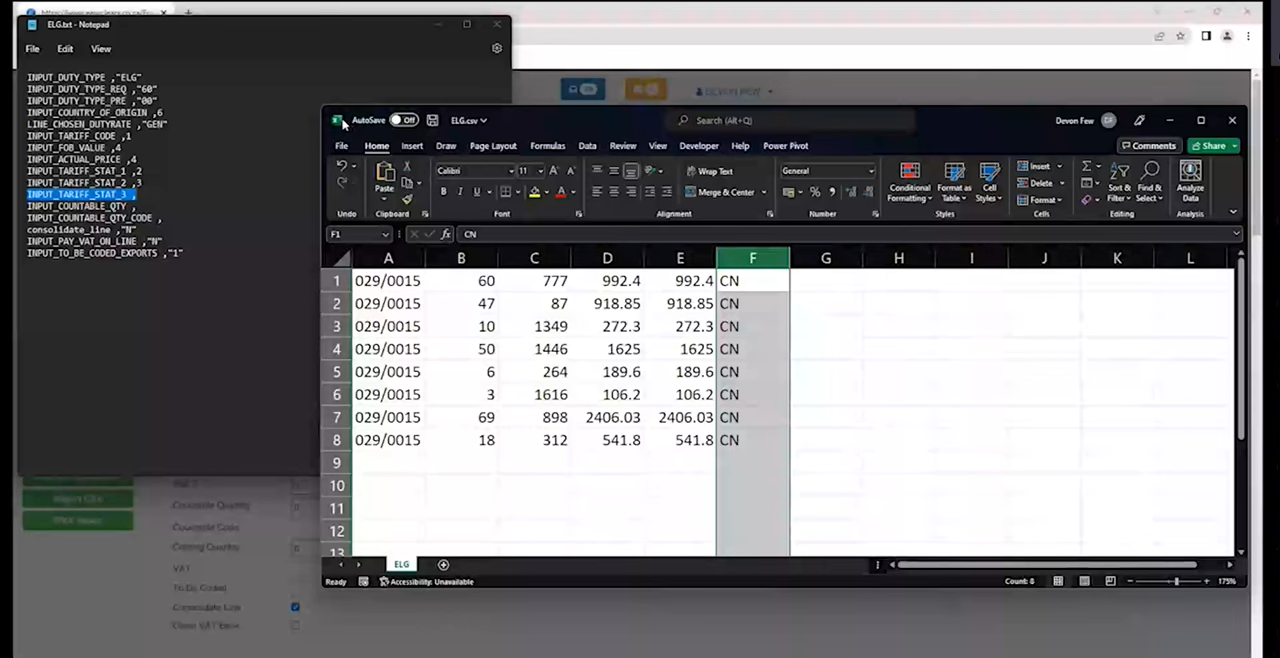 ELG.txt - Notepad
File Edit View
INPUT_DUTY_TYPE ,"ELG"
INPUT_DUTY_TYPE_REQ ,"60"
INPUT_DUTY_TYPE_PRE ,"00"
INPUT_COUNTRY_OF_ORIGIN ,6
LINE_CHOSEN_DUTYRATE ,"GEN"
INPUT_TARIFF_CODE ,1
INPUT_FOB_VALUE ,4
INPUT_ACTUAL_PRICE ,4
INPUT_TARIFF_STAT_1 ,2
INPUT_TARIFF_STAT_2 ,3
INPUT_TARIFF_STAT_3 ,
INPUT_COUNTABLE_QTY ,
INPUT_COUNTABLE_QTY_CODE ,
consolidate_line ,"N"
INPUT_PAY_VAT_ON_LINE ,"N"
INPUT_TO_BE_CODED_EXPORTS ,"1"
AutoSave Off ELG.csv Search (Alt+Q) Devon Few DF
File Home Insert Draw Page Layout Formulas Data Review View Developer Help Power Pivot Comments Share
Paste Calibri 11 Wrap Text General Conditional Formatting Format as Table Cell Styles Insert Sort & Filter Find & Select Analyze Data
B I U Merge & Center % Delete
Format
Undo Clipboard Font Alignment Number Styles Cells Editing Analysis
F1 fx CN
A B C D E F G H I J K L
1 029/0015 60 777 992.4 992.4 CN
2 029/0015 47 87 918.85 918.85 CN
3 029/0015 10 1349 272.3 272.3 CN
4 029/0015 50 1446 1625 1625 CN
5 029/0015 6 264 189.6 189.6 CN
6 029/0015 3 1616 106.2 106.2 CN
7 029/0015 69 898 2406.03 2406.03 CN
8 029/0015 18 312 541.8 541.8 CN
9
10
11
12
13
ELG
Ready Accessibility: Unavailable Count: 8 175%
Countable Quantity
Countable Code
VAT
To Be Coded
Consolidate Line